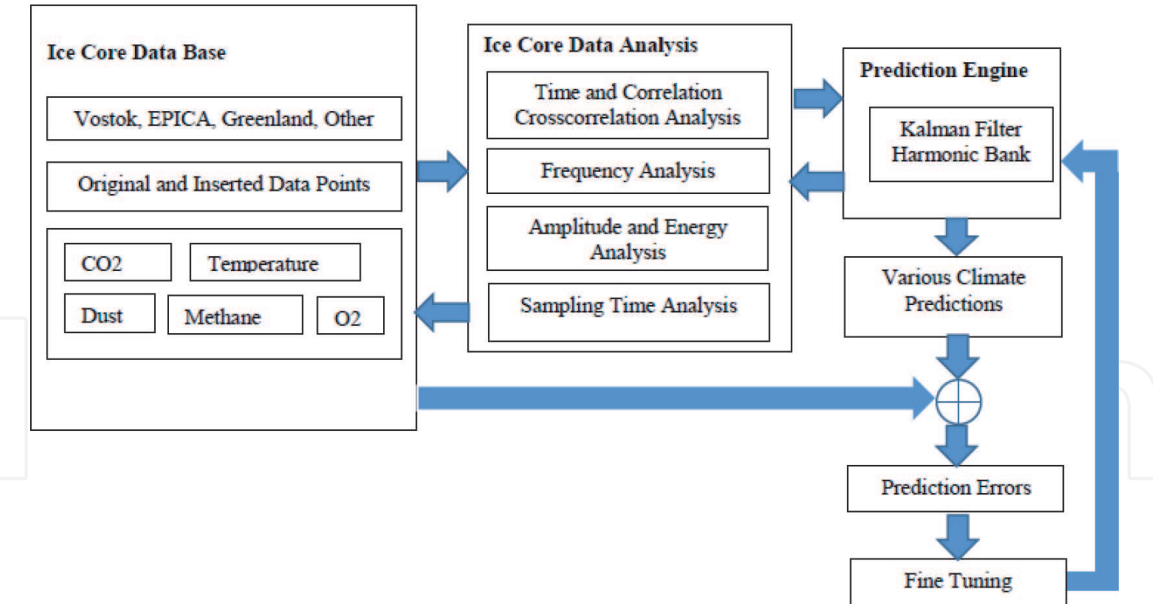 Ice Core Data Base
Vostok, EPICA, Greenland, Other
Original and Inserted Data Points
CO2
Temperature
Dust
Methane
O2
Ice Core Data Analysis
Time and Correlation
Crosscorrelation Analysis
Frequency Analysis
Amplitude and Energy
Analysis
Sampling Time Analysis
Prediction Engine
Kalman Filter
Harmonic Bank
Various Climate
Predictions
Prediction Errors
Fine Tuning